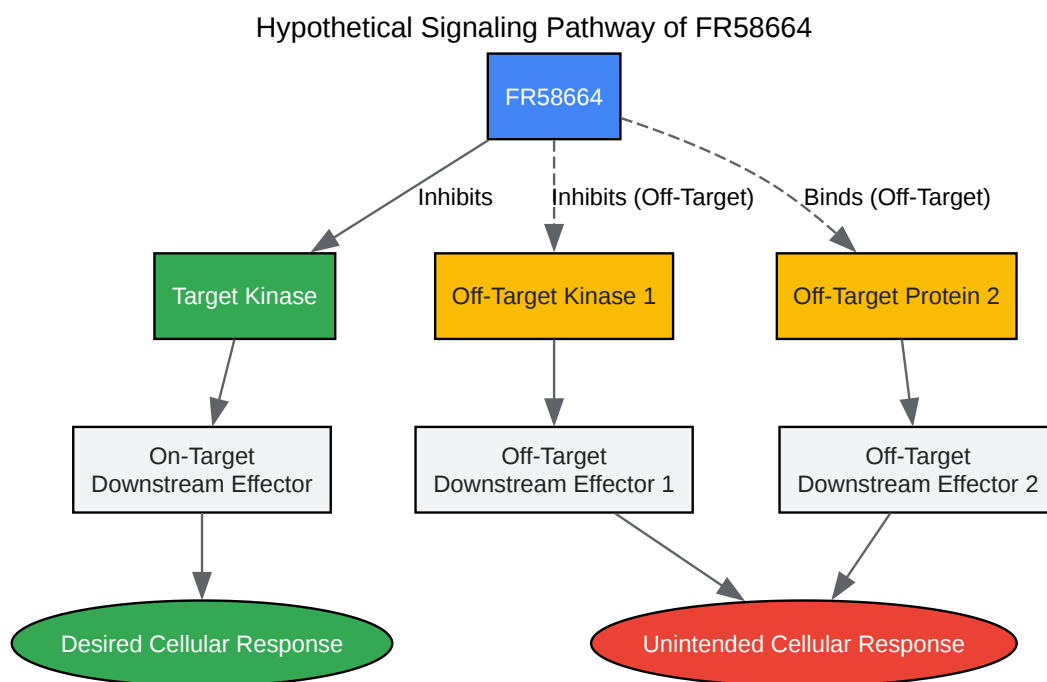 Hypothetical Signaling Pathway of FR58664
FR58664
Inhibits
Inhibits (Off-Target)
Binds (Off-Target)
Target Kinase
Off-Target Kinase 1
Off-Target Protein 2
On-Target
Downstream Effector
Off-Target
Downstream Effector 1
Off-Target
Downstream Effector 2
Desired Cellular Response
Unintended Cellular Response